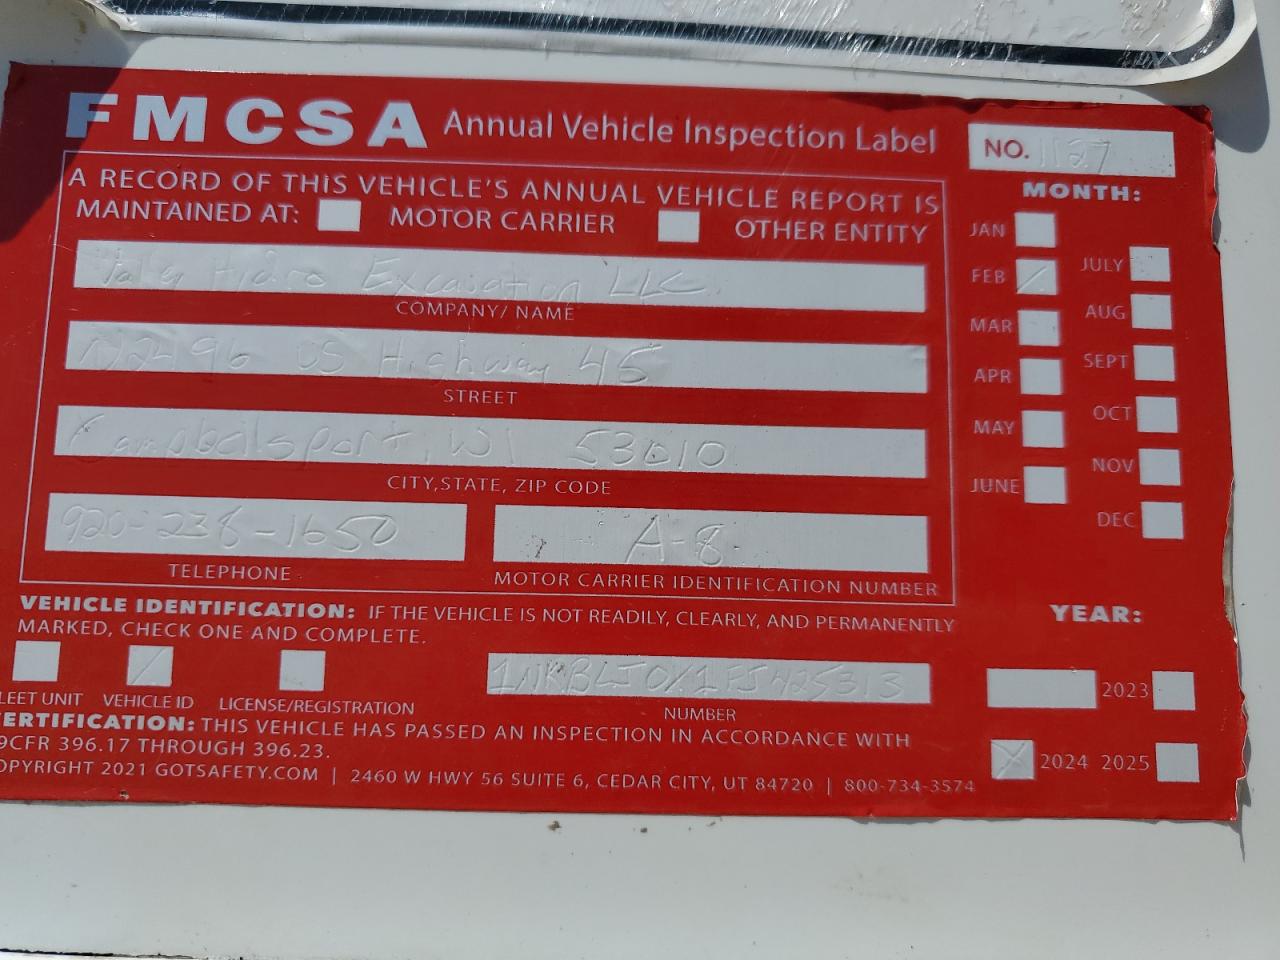 FMCSA Annual Vehicle Inspection Label
NO. 1127
A RECORD OF THIS VEHICLE'S ANNUAL VEHICLE REPORT IS
MAINTAINED AT: MOTOR CARRIER OTHER ENTITY
Hydro Excavation LLC
COMPANY/ NAME
N2496 US Highway 45
STREET
Campbellsport, WI 53010
CITY,STATE, ZIP CODE
920-238-1650
TELEPHONE
A-8
MOTOR CARRIER IDENTIFICATION NUMBER
MONTH:
JAN
FEB
MAR
APR
MAY
JUNE
JULY
AUG
SEPT
OCT
NOV
DEC
VEHICLE IDENTIFICATION: IF THE VEHICLE IS NOT READILY, CLEARLY, AND PERMANENTLY
MARKED, CHECK ONE AND COMPLETE.
LEET UNIT VEHICLE ID LICENSE/REGISTRATION
1NKBLJ0X1FJ425313
NUMBER
YEAR:
2023
2024 2025
CERTIFICATION: THIS VEHICLE HAS PASSED AN INSPECTION IN ACCORDANCE WITH
9CFR 396.17 THROUGH 396.23.
OPYRIGHT 2021 GOTSAFETY.COM | 2460 W HWY 56 SUITE 6, CEDAR CITY, UT 84720 | 800-734-3574